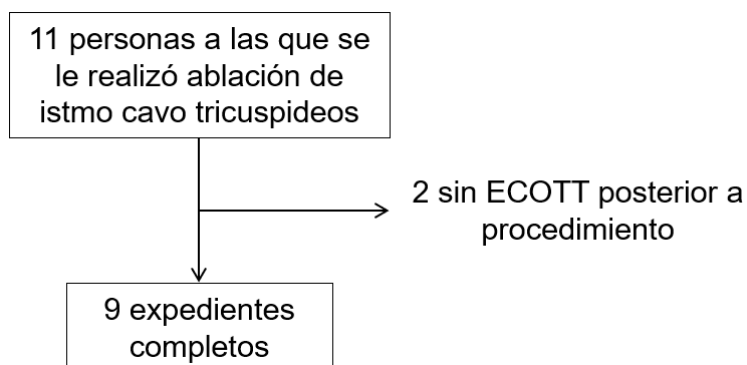 11 personas a las que se
le realizó ablación de
istmo cavo tricuspideos
2 sin ECOTT posterior a
procedimiento
9 expedientes
completos